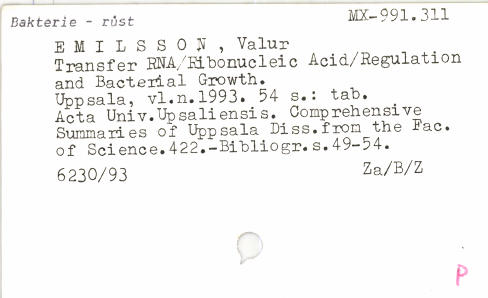 Bakterie - růst
MX-991.311
E M I L S S O N , Valur
Transfer RNA/Ribonucleic Acid/Regulation
and Bacterial Growth.
Uppsala, vl.n.1993. 54 s.: tab.
Acta Univ.Upsaliensis. Comprehensive
Summaries of Uppsala Diss.from the Fac.
of Science.422.-Bibliogr.s.49-54.
6230/93
Za/B/Z
P